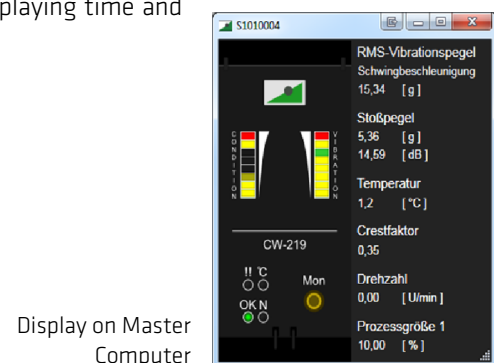 playing time and
S1010004
RMS-Vibrationspegel
Schwingbeschleunigung
15,34 [ g ]
Stoßpegel
5,36 [ g ]
14,59 [ dB ]
Temperatur
1,2 [ °C ]
Crestfaktor
0,35
Drehzahl
0,00 [ U/min ]
Prozessgröße 1
10,00 [ % ]
CONDITION
VIBRATION
CW-219
!! °C
Mon
OK N
Display on Master
Computer